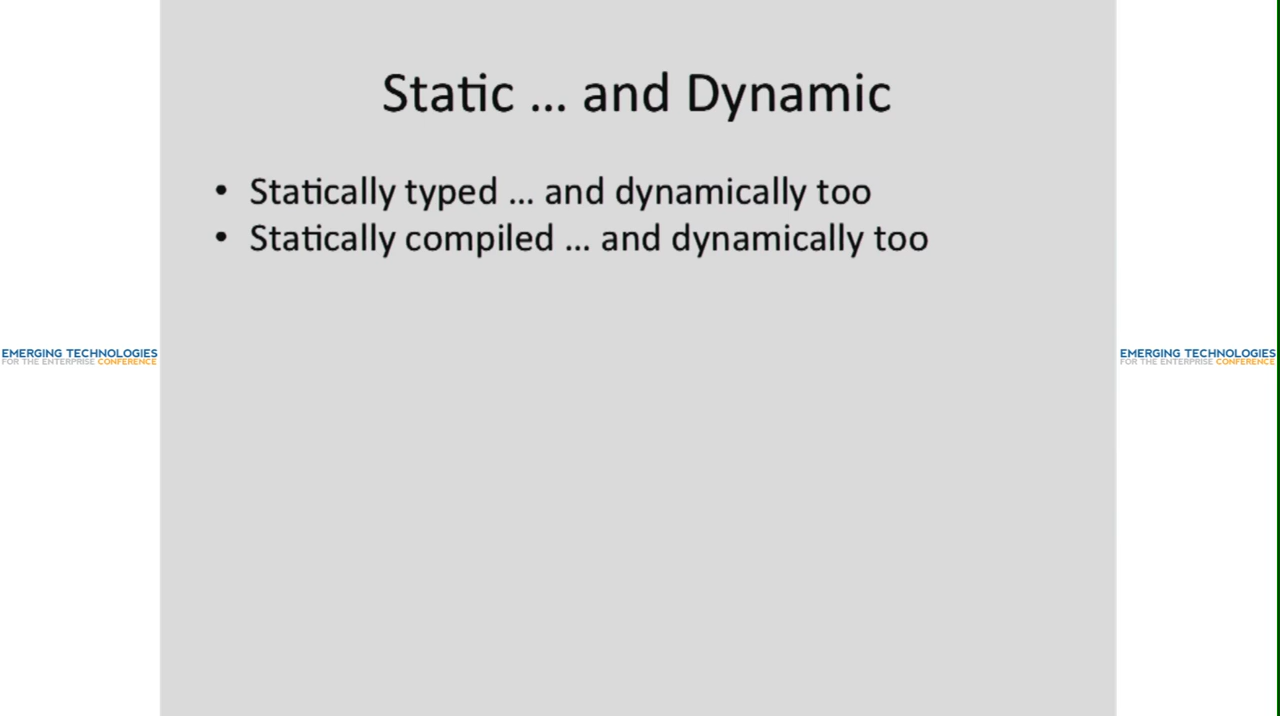 Static ... and Dynamic
• Statically typed ... and dynamically too
• Statically compiled ... and dynamically too
EMERGING TECHNOLOGIES
FOR THE ENTERPRISE CONFERENCE
EMERGING TECHNOLOGIES
FOR THE ENTERPRISE CONFERENCE